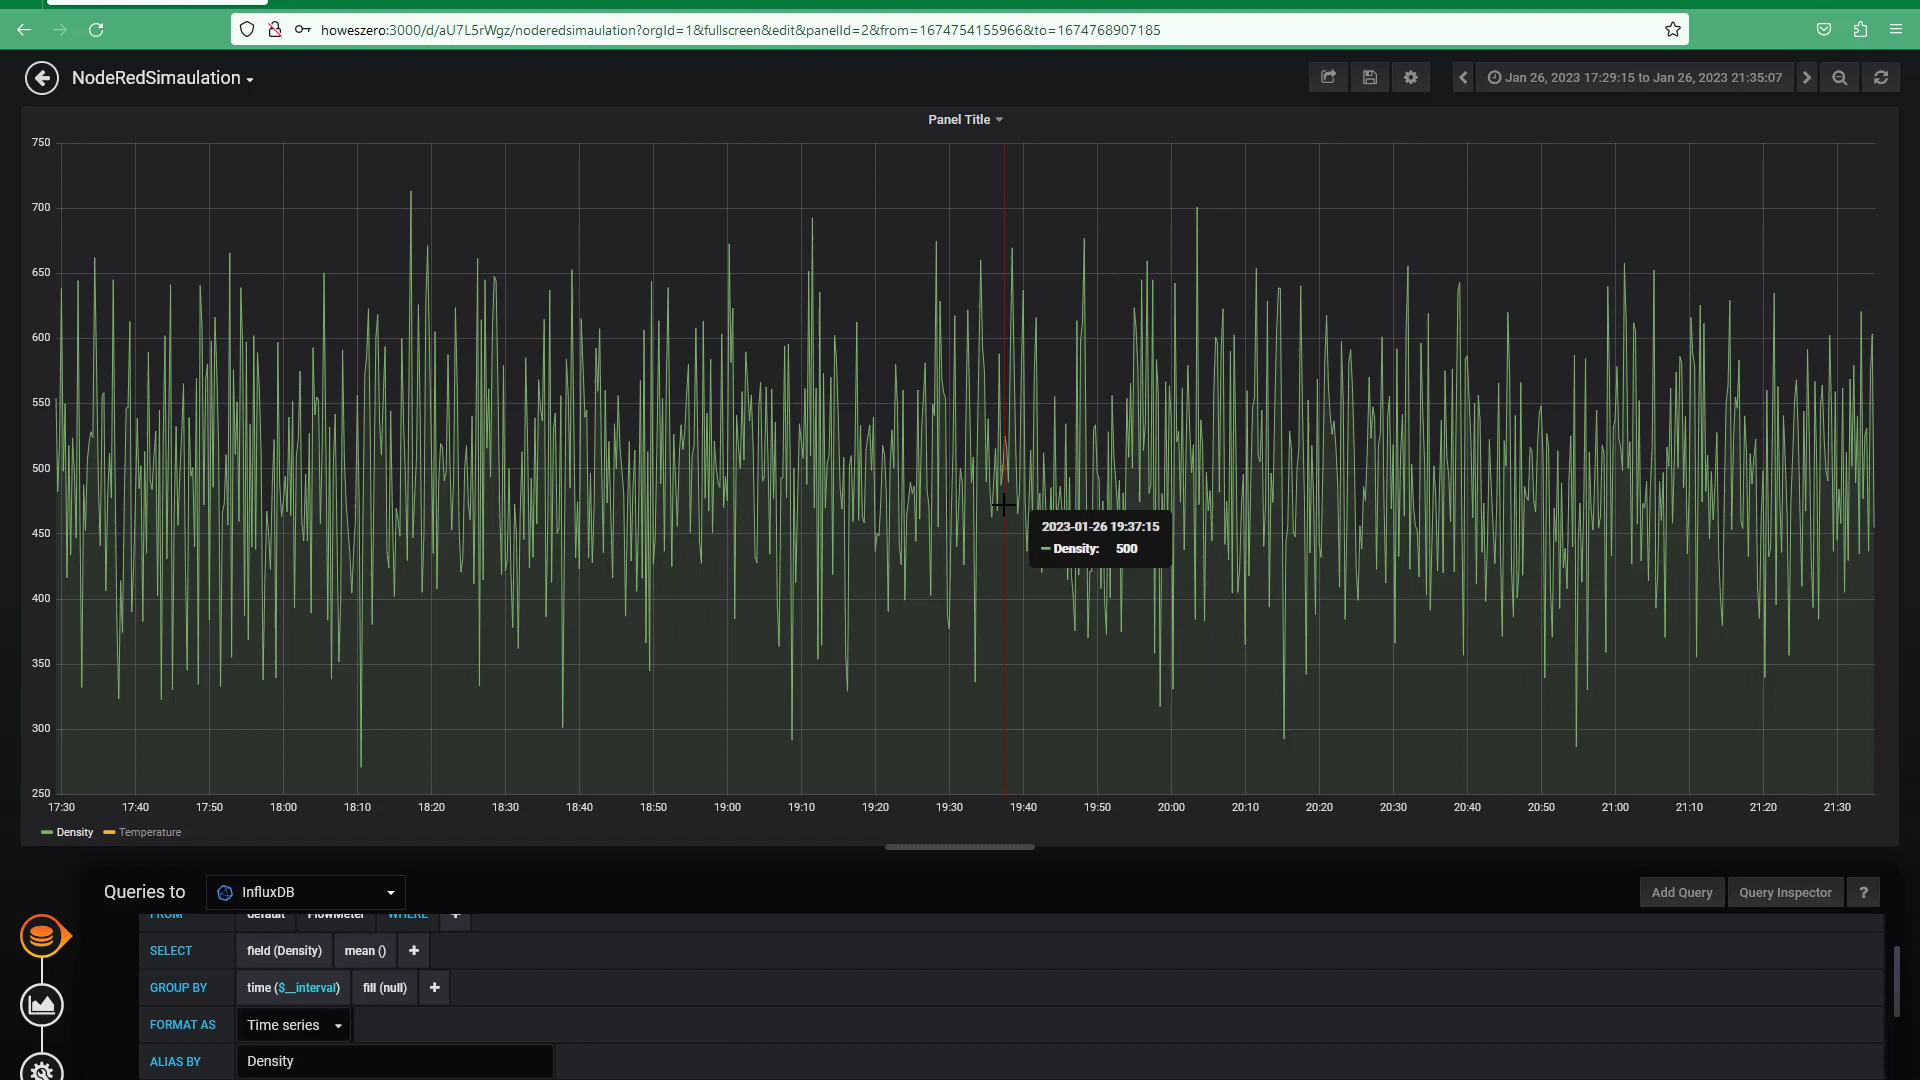 howeszero:3000/d/aU7L5rWgz/noderedsimaulation?orgId=1&fullscreen&edit&panelId=2&from=1674754155966&to=1674768907185
NodeRedSimaulation
Jan 26, 2023 17:29:15 to Jan 26, 2023 21:35:07
Panel Title
750
700
650
600
550
500
450
400
350
300
250
2023-01-26 19:37:15
Density: 500
17:30 17:40 17:50 18:00 18:10 18:20 18:30 18:40 18:50 19:00 19:10 19:20 19:30 19:40 19:50 20:00 20:10 20:20 20:30 20:40 20:50 21:00 21:10 21:20 21:30
Density Temperature
Queries to InfluxDB Add Query Query Inspector ?
FROM default FlowMeter WHERE +
SELECT field (Density) mean () +
GROUP BY time ($__interval) fill (null) +
FORMAT AS Time series
ALIAS BY Density